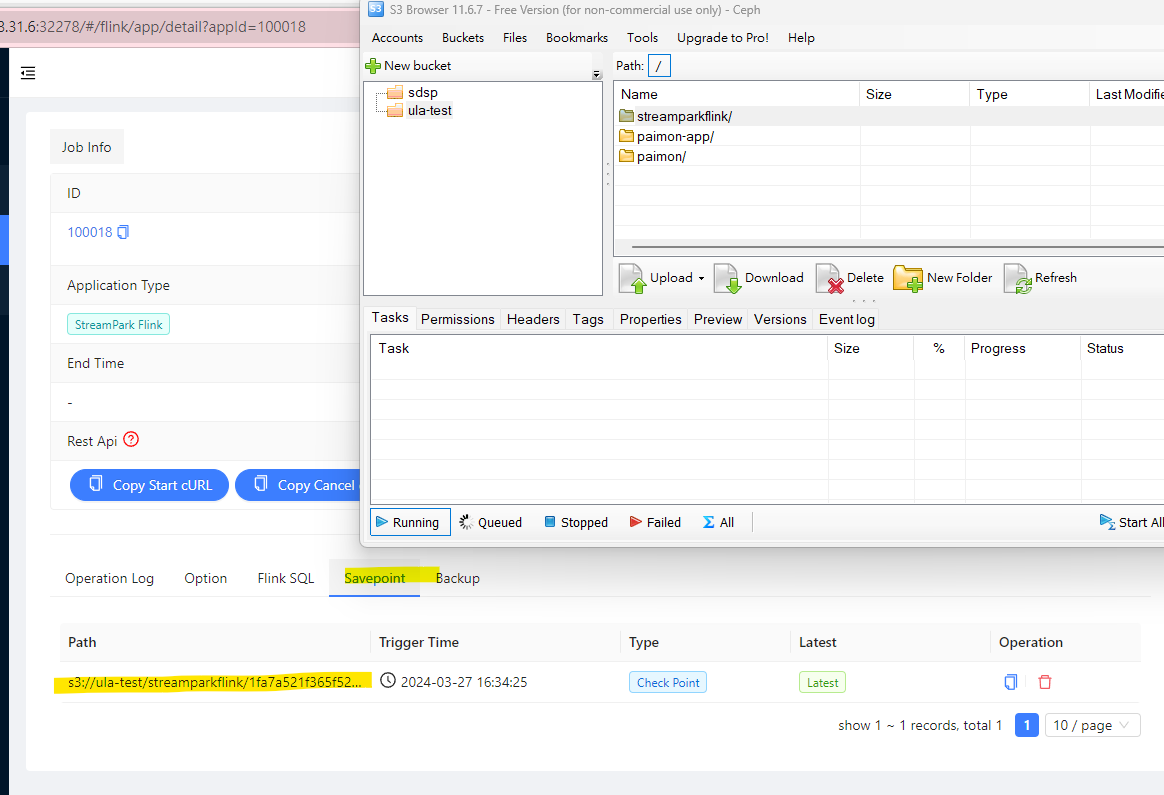 3.31.6:32278/#/flink/app/detail?appId=100018
Job Info
ID
100018
Application Type
StreamPark Flink
End Time
-
Rest Api
Copy Start cURL
Copy Cancel
S3 Browser 11.6.7 - Free Version (for non-commercial use only) - Ceph
Accounts Buckets Files Bookmarks Tools Upgrade to Pro! Help
New bucket
Path: /
sdsp
ula-test
Name Size Type Last Modifie
streamparkflink/
paimon-app/
paimon/
Upload Download Delete New Folder Refresh
Tasks Permissions Headers Tags Properties Preview Versions Event log
Task Size % Progress Status
Running Queued Stopped Failed All Start All
Operation Log Option Flink SQL Savepoint Backup
Path Trigger Time Type Latest Operation
s3://ula-test/streamparkflink/1fa7a521f365f52... 2024-03-27 16:34:25 Check Point Latest
show 1 ~ 1 records, total 1 1 10 / page